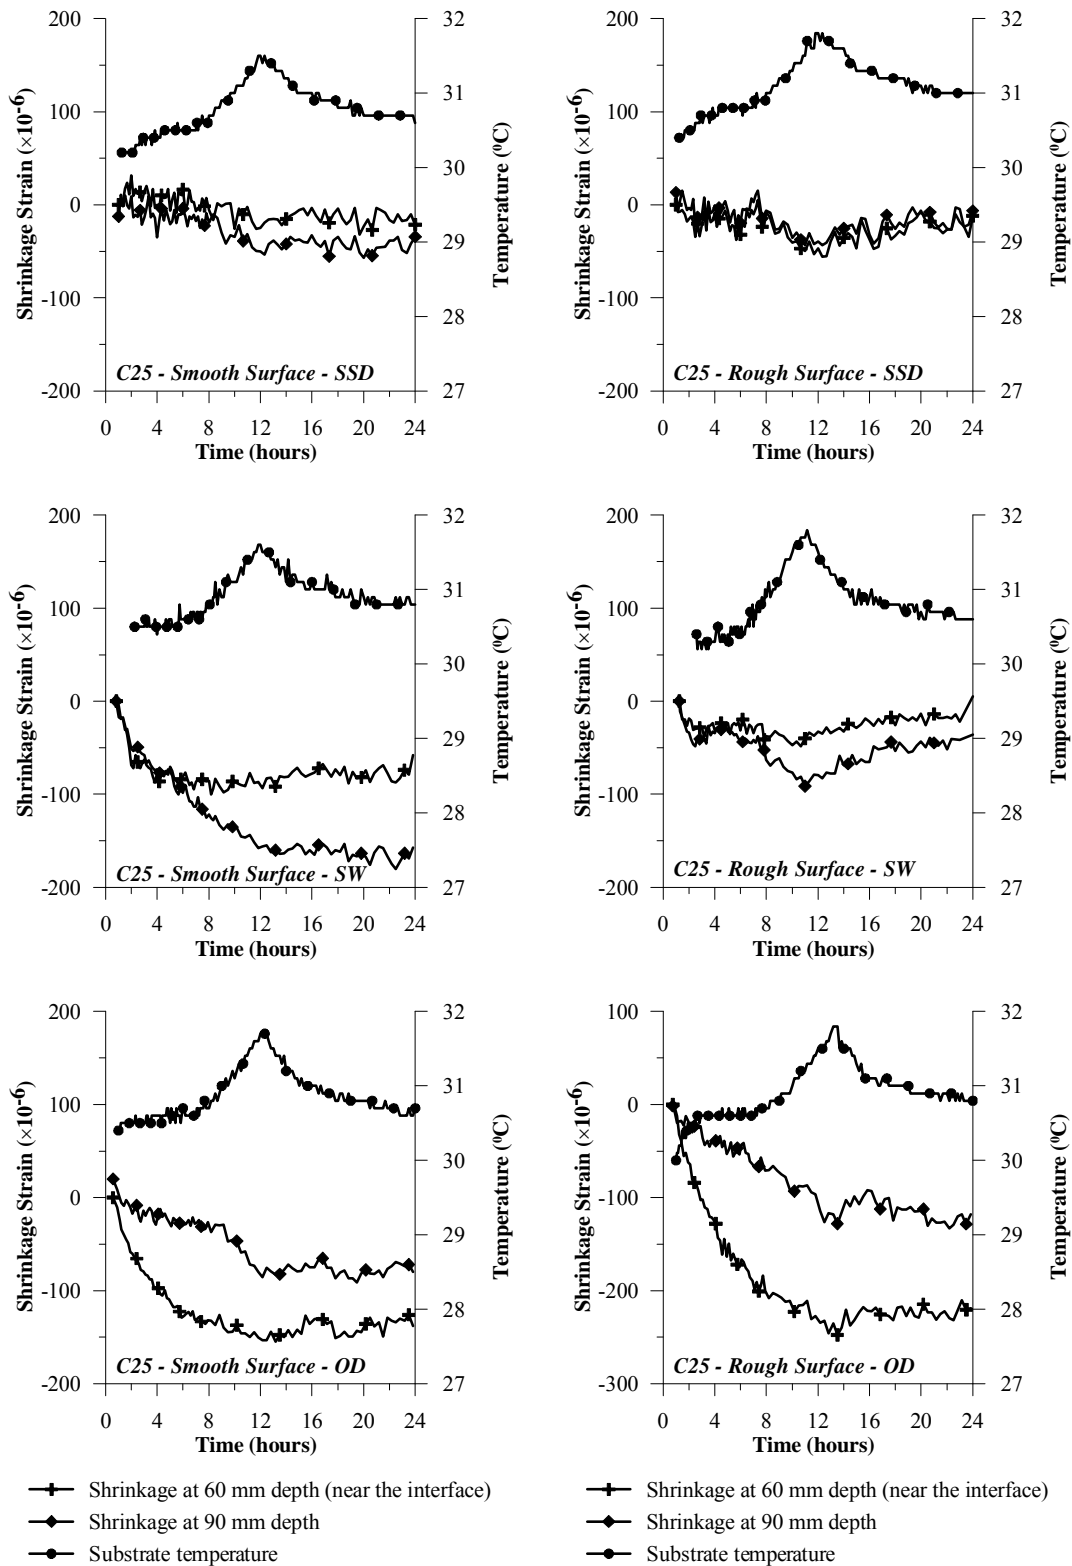 200
100
0
-100
-200
Shrinkage Strain (×10-6)
32
31
30
29
28
27
Temperature (ºC)
C25 - Smooth Surface - SSD
0 4 8 12 16 20 24
Time (hours)
200
100
0
-100
-200
Shrinkage Strain (×10-6)
32
31
30
29
28
27
Temperature (ºC)
C25 - Rough Surface - SSD
0 4 8 12 16 20 24
Time (hours)
200
100
0
-100
-200
Shrinkage Strain (×10-6)
32
31
30
29
28
27
Temperature (ºC)
C25 - Smooth Surface - SW
0 4 8 12 16 20 24
Time (hours)
200
100
0
-100
-200
Shrinkage Strain (×10-6)
32
31
30
29
28
27
Temperature (ºC)
C25 - Rough Surface - SW
0 4 8 12 16 20 24
Time (hours)
200
100
0
-100
-200
Shrinkage Strain (×10-6)
32
31
30
29
28
27
Temperature (ºC)
C25 - Smooth Surface - OD
0 4 8 12 16 20 24
Time (hours)
100
0
-100
-200
-300
Shrinkage Strain (×10-6)
32
31
30
29
28
27
Temperature (ºC)
C25 - Rough Surface - OD
0 4 8 12 16 20 24
Time (hours)
Shrinkage at 60 mm depth (near the interface)
Shrinkage at 90 mm depth
Substrate temperature
Shrinkage at 60 mm depth (near the interface)
Shrinkage at 90 mm depth
Substrate temperature